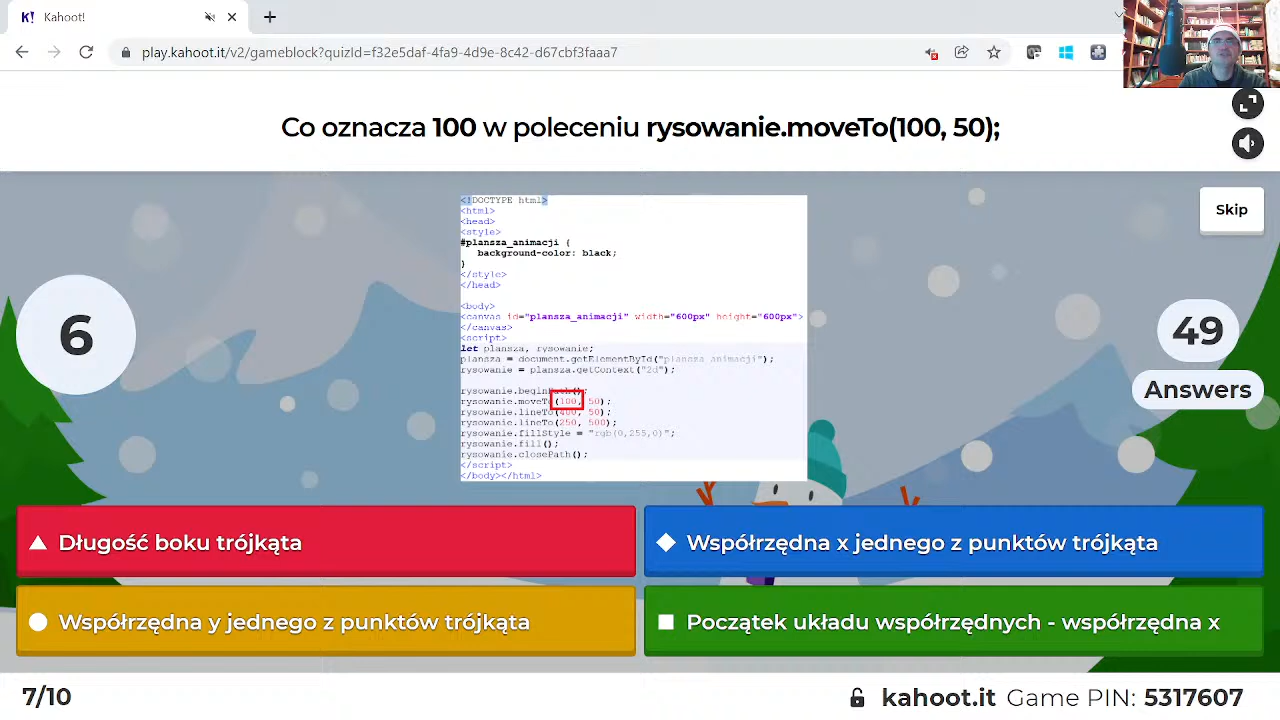 Kahoot!
play.kahoot.it/v2/gameblock?quizId=f32e5daf-4fa9-4d9e-8c42-d67cbf3faaa7
Co oznacza 100 w poleceniu rysowanie.moveTo(100, 50);
Skip
<!DOCTYPE html>
<html>
<head>
<style>
#plansza_animacji {
background-color: black;
}
</style>
</head>
<body>
<canvas id="plansza_animacji" width="600px" height="600px">
</canvas>
<script>
let plansza, rysowanie;
plansza = document.getElementById("plansza animacji");
rysowanie = plansza.getContext("2d");
rysowanie.beginPath();
rysowanie.moveTo(100, 50);
rysowanie.lineTo(400, 50);
rysowanie.lineTo(250, 500);
rysowanie.fillStyle = "rgb(0,255,0)";
rysowanie.fill();
rysowanie.closePath();
</script>
</body></html>
6
49
Answers
Długość boku trójkąta
Współrzędna x jednego z punktów trójkąta
Współrzędna y jednego z punktów trójkąta
Początek układu współrzędnych - współrzędna x
7/10
kahoot.it Game PIN: 5317607